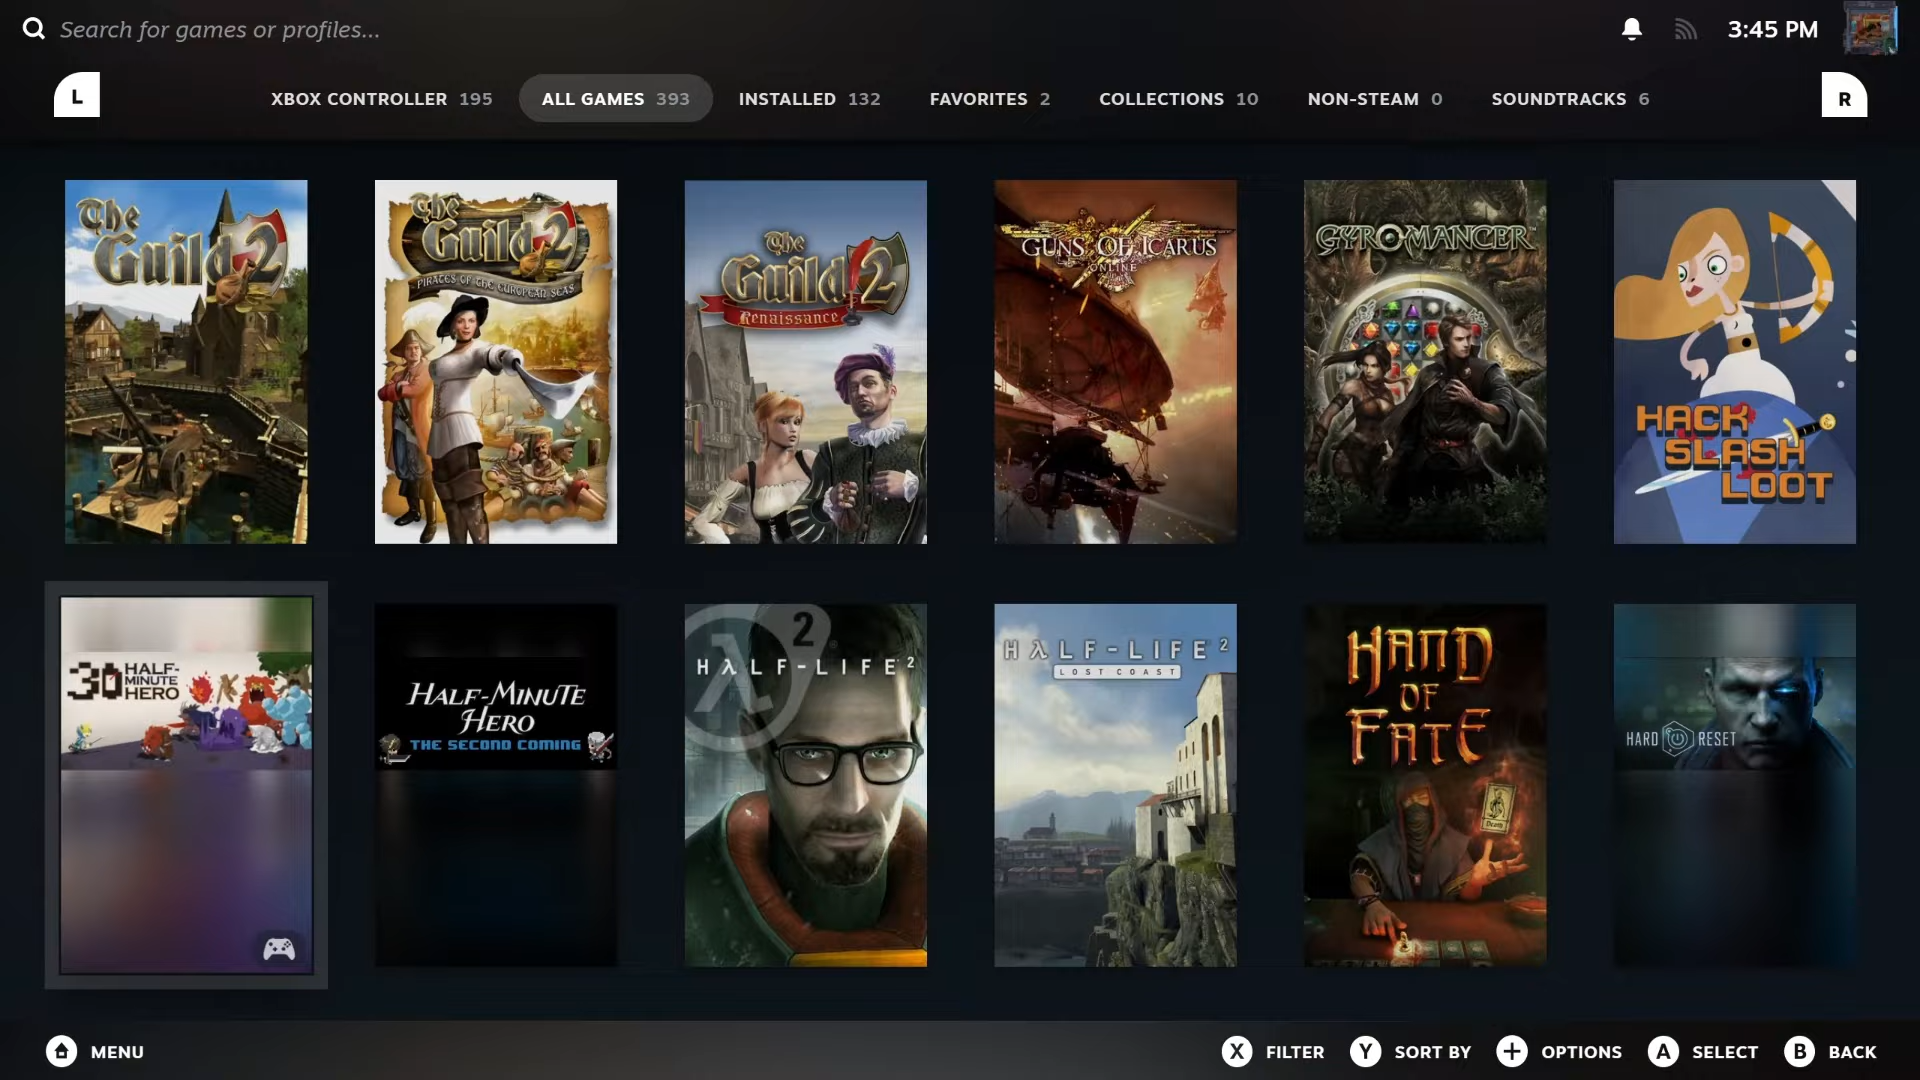 Search for games or profiles...
3:45 PM
L
XBOX CONTROLLER 195
ALL GAMES 393
INSTALLED 132
FAVORITES 2
COLLECTIONS 10
NON-STEAM 0
SOUNDTRACKS 6
R
The
Guild 2
The
Guild 2
PIRATES OF THE EUROPEAN SEAS
The
Guild 2
Renaissance
GUNS OF ICARUS
ONLINE
GYROMANCER
HACK
SLASH
LOOT
30 HALF-
MINUTE
HERO
HALF-MINUTE
HERO
THE SECOND COMING
2
HλLF-LIFE 2
HλLF-LIFE 2
LOST COAST
HAND
OF
FATE
Death
HARD RESET
MENU
X FILTER
Y SORT BY
+ OPTIONS
A SELECT
B BACK